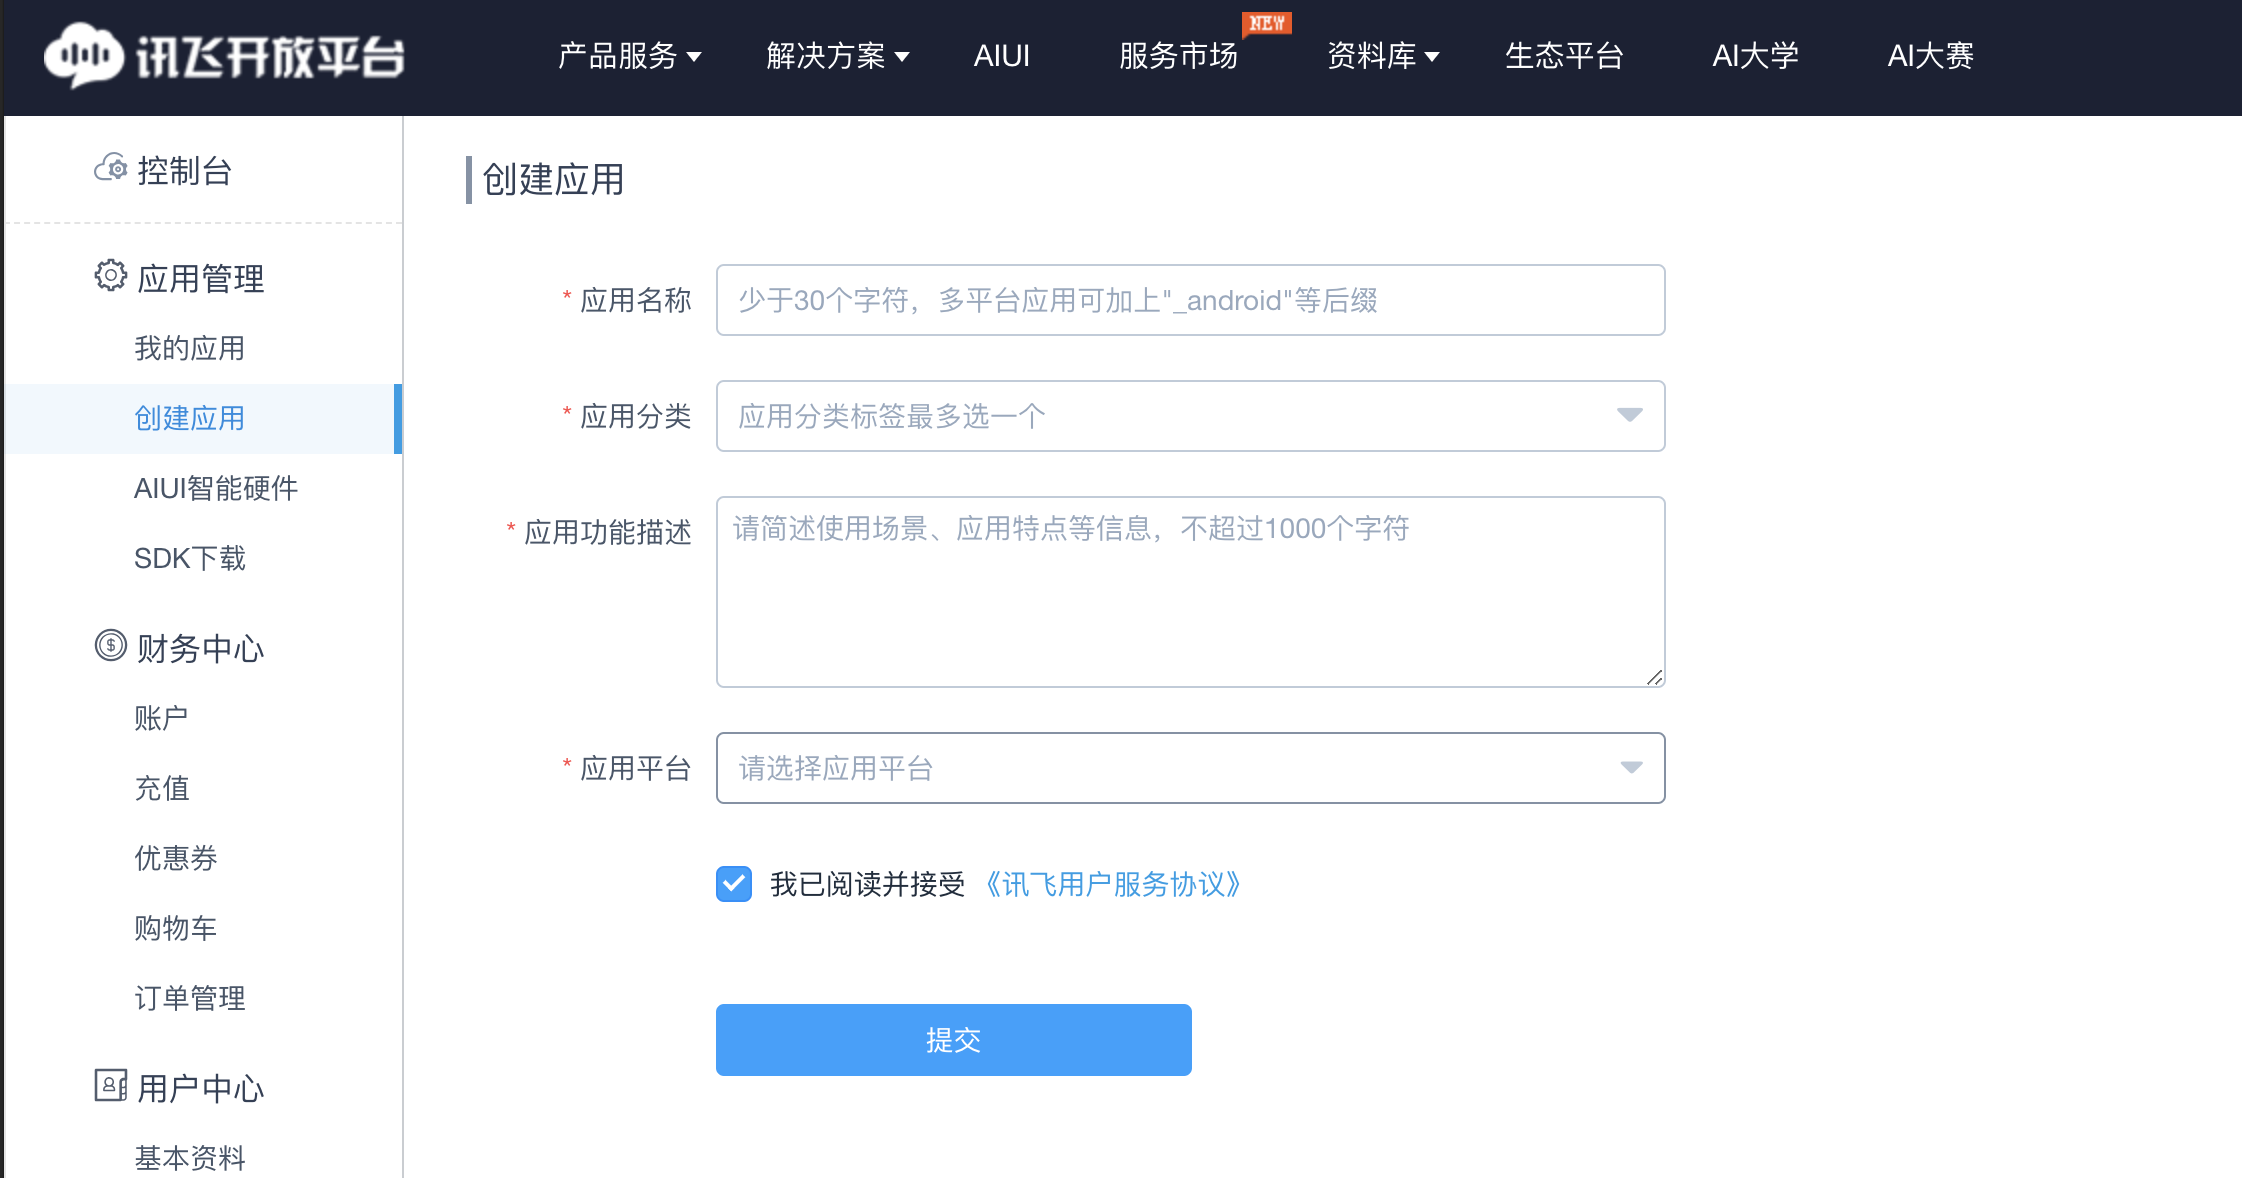 讯飞开放平台
产品服务 解决方案 AIUI 服务市场 NEW 资料库 生态平台 AI大学 AI大赛
控制台
应用管理
我的应用
创建应用
AIUI智能硬件
SDK下载
财务中心
账户
充值
优惠券
购物车
订单管理
用户中心
基本资料
创建应用
* 应用名称 少于30个字符，多平台应用可加上"_android"等后缀
* 应用分类 应用分类标签最多选一个
* 应用功能描述 请简述使用场景、应用特点等信息，不超过1000个字符
* 应用平台 请选择应用平台
我已阅读并接受 《讯飞用户服务协议》
提交